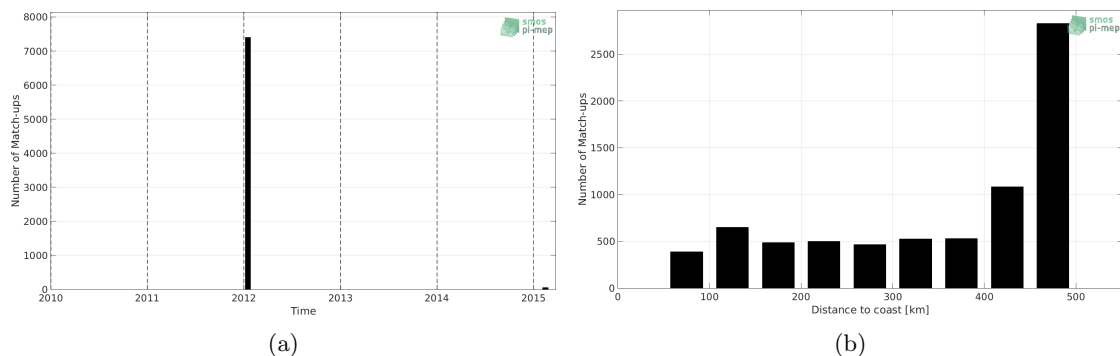 8000
7000
6000
5000
4000
3000
2000
1000
0
Number of Match-ups
2010 2011 2012 2013 2014 2015
Time
smos
pi-mep
(a)
2500
2000
1500
1000
500
0
Number of Match-ups
0 100 200 300 400 500
Distance to coast [km]
smos
pi-mep
(b)